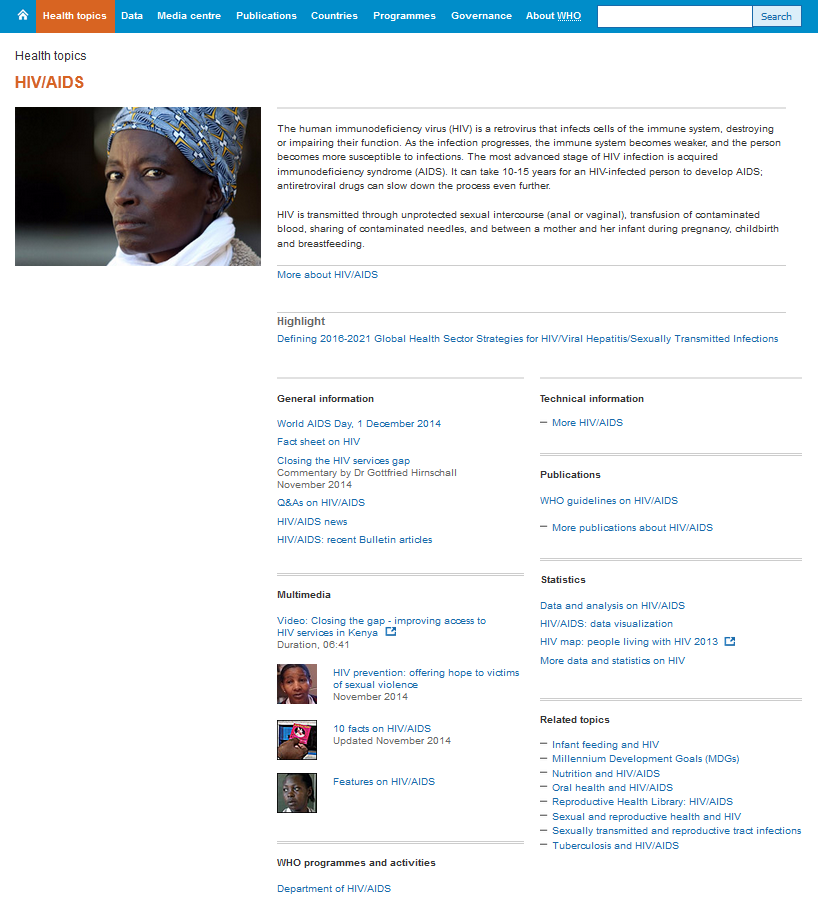 Health topics Data Media centre Publications Countries Programmes Governance About WHO Search
Health topics
HIV/AIDS
The human immunodeficiency virus (HIV) is a retrovirus that infects cells of the immune system, destroying
or impairing their function. As the infection progresses, the immune system becomes weaker, and the person
becomes more susceptible to infections. The most advanced stage of HIV infection is acquired
immunodeficiency syndrome (AIDS). It can take 10-15 years for an HIV-infected person to develop AIDS;
antiretroviral drugs can slow down the process even further.
HIV is transmitted through unprotected sexual intercourse (anal or vaginal), transfusion of contaminated
blood, sharing of contaminated needles, and between a mother and her infant during pregnancy, childbirth
and breastfeeding.
More about HIV/AIDS
Highlight
Defining 2016-2021 Global Health Sector Strategies for HIV/Viral Hepatitis/Sexually Transmitted Infections
General information
World AIDS Day, 1 December 2014
Fact sheet on HIV
Closing the HIV services gap
Commentary by Dr Gottfried Hirnschall
November 2014
Q&As on HIV/AIDS
HIV/AIDS news
HIV/AIDS: recent Bulletin articles
Multimedia
Video: Closing the gap - improving access to
HIV services in Kenya
Duration, 06:41
HIV prevention: offering hope to victims
of sexual violence
November 2014
10 facts on HIV/AIDS
Updated November 2014
Features on HIV/AIDS
WHO programmes and activities
Department of HIV/AIDS
Technical information
– More HIV/AIDS
Publications
WHO guidelines on HIV/AIDS
– More publications about HIV/AIDS
Statistics
Data and analysis on HIV/AIDS
HIV/AIDS: data visualization
HIV map: people living with HIV 2013
More data and statistics on HIV
Related topics
– Infant feeding and HIV
– Millennium Development Goals (MDGs)
– Nutrition and HIV/AIDS
– Oral health and HIV/AIDS
– Reproductive Health Library: HIV/AIDS
– Sexual and reproductive health and HIV
– Sexually transmitted and reproductive tract infections
– Tuberculosis and HIV/AIDS